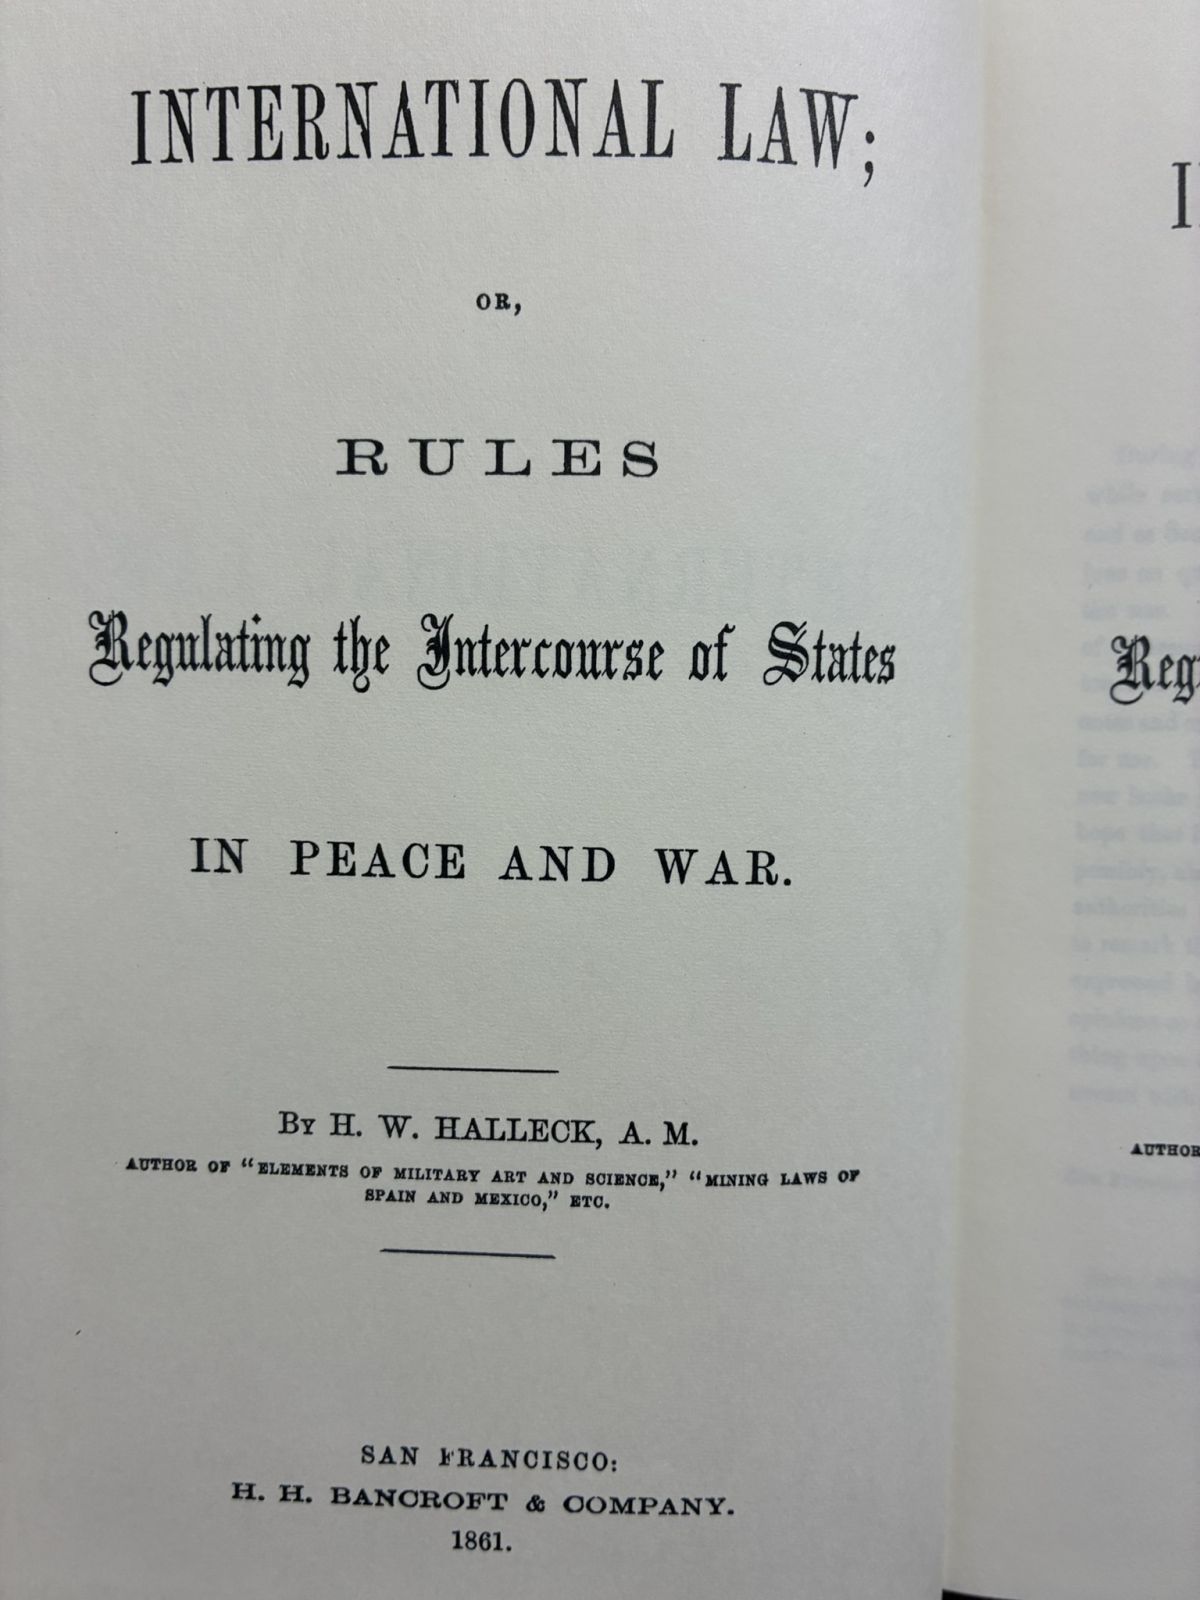 INTERNATIONAL LAW;
OR,
RULES
Regulating the Intercourse of States
IN PEACE AND WAR.
BY H. W. HALLECK, A. M.
AUTHOR OF "ELEMENTS OF MILITARY ART AND SCIENCE," "MINING LAWS OF
SPAIN AND MEXICO," ETC.
SAN FRANCISCO:
H. H. BANCROFT & COMPANY.
1861.